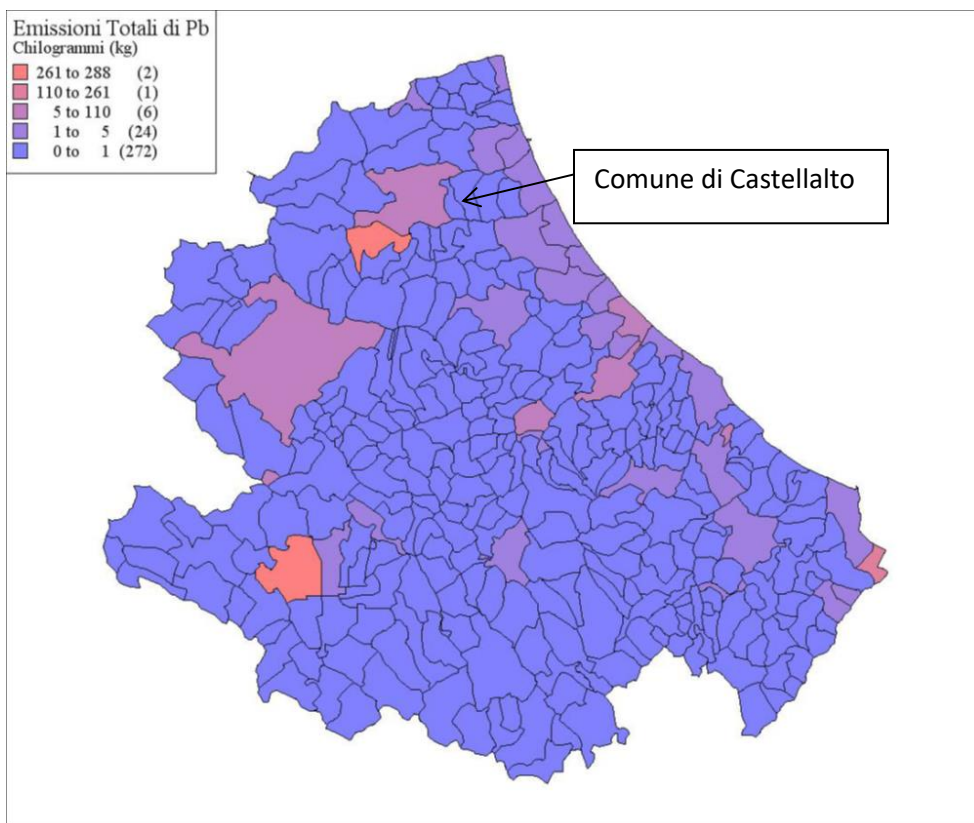 Emissioni Totali di Pb
Chilogrammi (kg)
261 to 288 (2)
110 to 261 (1)
5 to 110 (6)
1 to 5 (24)
0 to 1 (272)
Comune di Castellalto